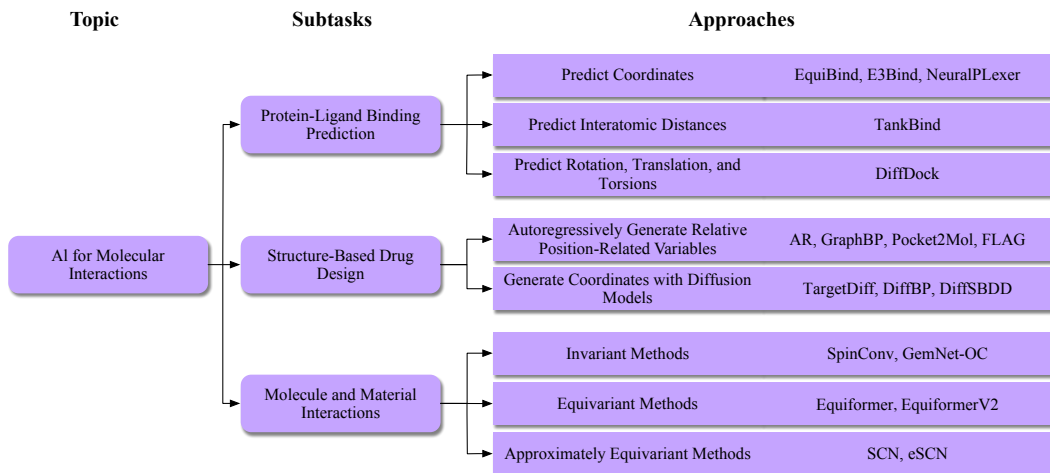 Topic
Subtasks
Approaches
AI for Molecular
Interactions
Protein-Ligand Binding
Prediction
Predict Coordinates
EquiBind, E3Bind, NeuralPLexer
Predict Interatomic Distances
TankBind
Predict Rotation, Translation, and
Torsions
DiffDock
Structure-Based Drug
Design
Autoregressively Generate Relative
Position-Related Variables
AR, GraphBP, Pocket2Mol, FLAG
Generate Coordinates with Diffusion
Models
TargetDiff, DiffBP, DiffSBDD
Molecule and Material
Interactions
Invariant Methods
SpinConv, GemNet-OC
Equivariant Methods
Equiformer, EquiformerV2
Approximately Equivariant Methods
SCN, eSCN